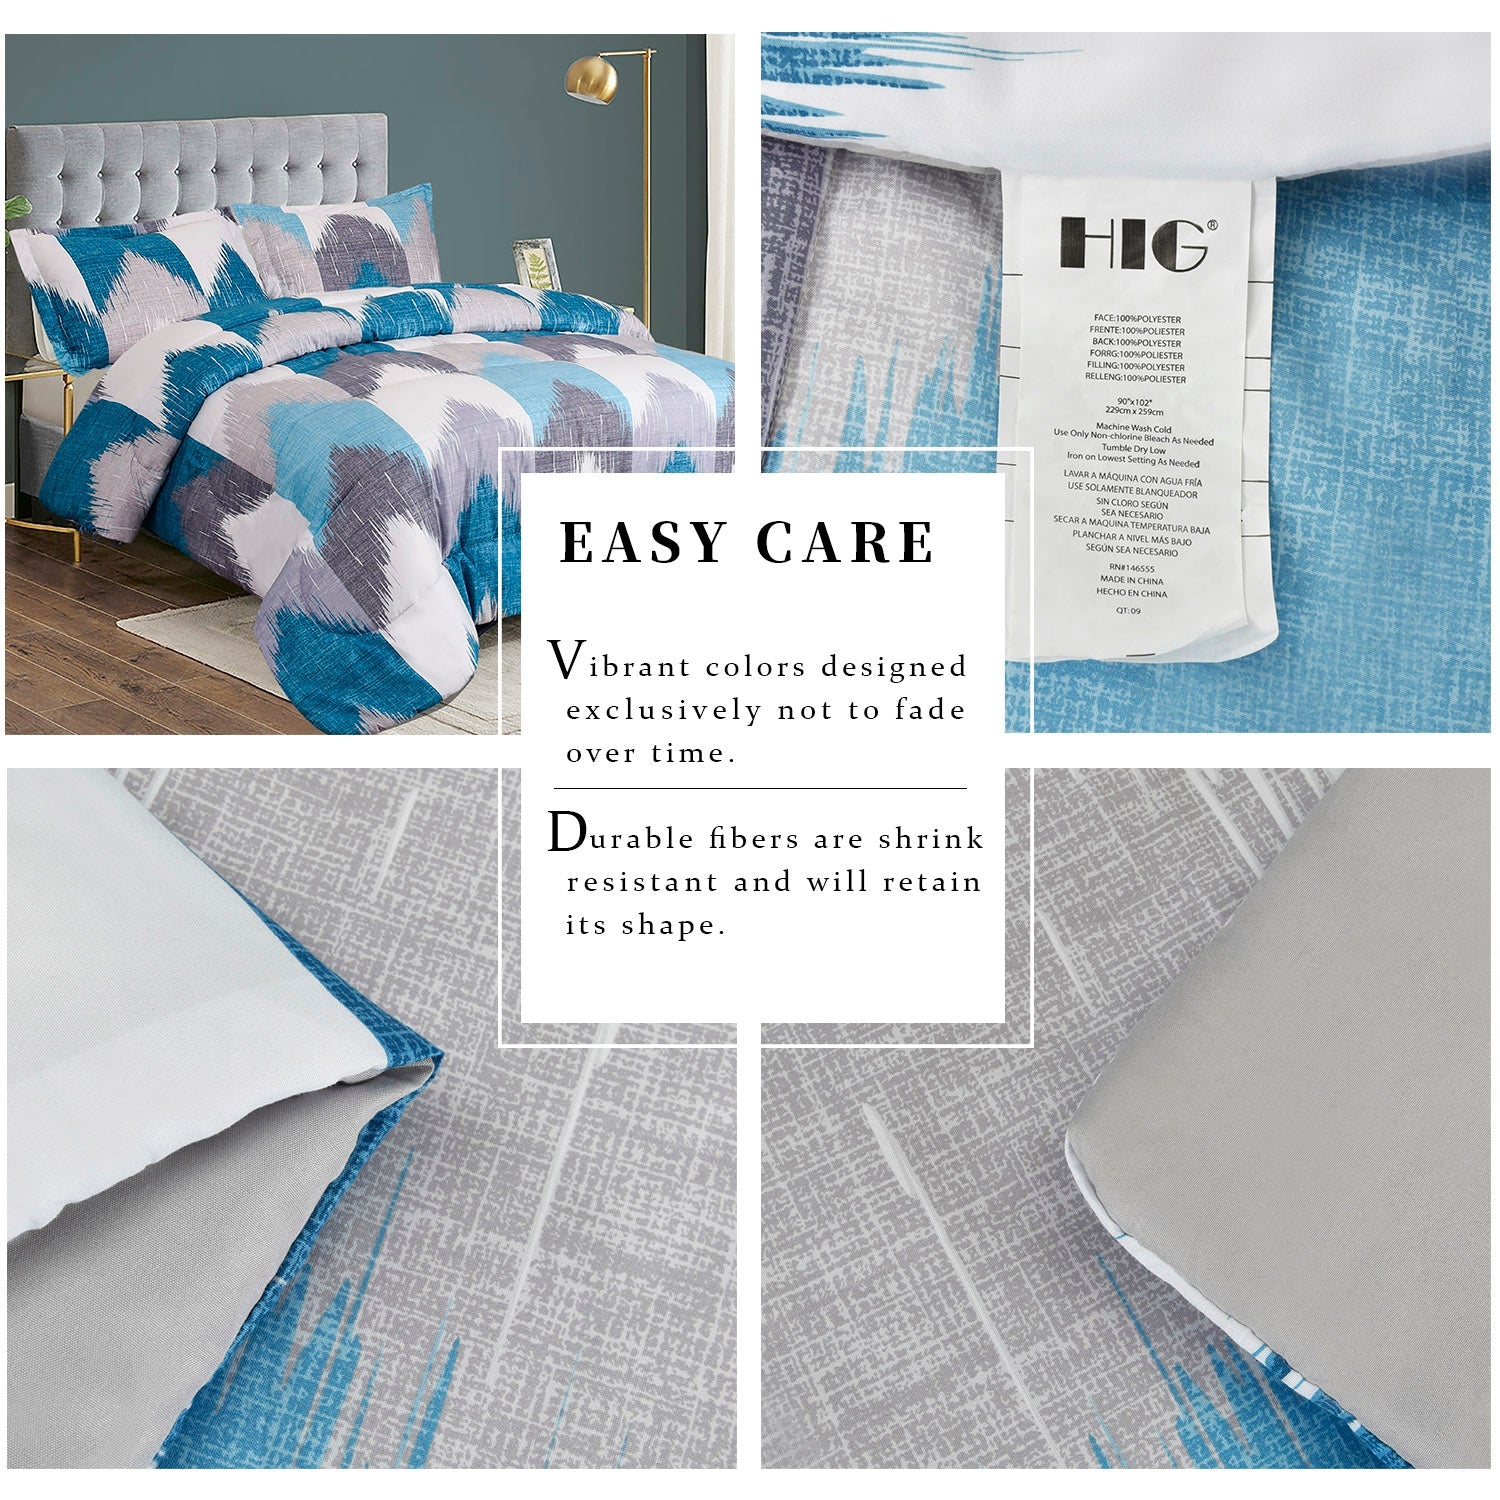 HIG®
FACE:100%POLYESTER
FRENTE:100%POLIESTER
BACK:100%POLYESTER
FORRG:100%POLIESTER
FILLING:100%POLYESTER
RELLENG:100%POLIESTER
90"x102"
229cm x 259cm
Machine Wash Cold
Use Only Non-chlorine Bleach As Needed
Tumble Dry Low
Iron on Lowest Setting As Needed
LAVAR A MÁQUINA CON AGUA FRÍA
USE SOLAMENTE BLANQUEADOR
SIN CLORO SEGÚN
SEA NECESARIO
SECAR A MAQUINA TEMPERATURA BAJA
PLANCHAR A NIVEL MÁS BAJO
SEGÚN SEA NECESARIO
RN#146555
MADE IN CHINA
HECHO EN CHINA
QT: 09
EASY CARE
Vibrant colors designed
exclusively not to fade
over time.
Durable fibers are shrink
resistant and will retain
its shape.